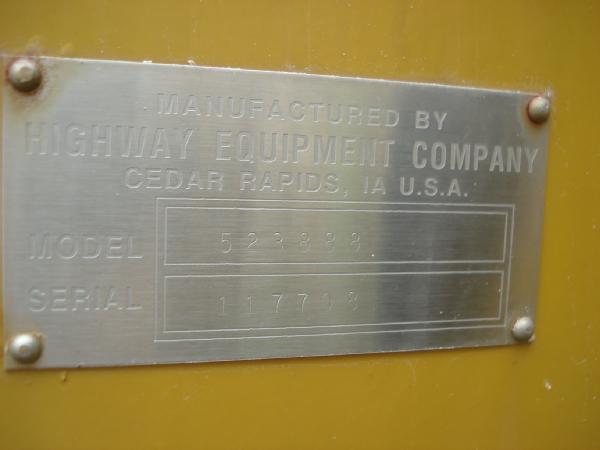 MANUFACTURED BY
HIGHWAY EQUIPMENT COMPANY
CEDAR RAPIDS, IA U.S.A.
MODEL
SERIAL